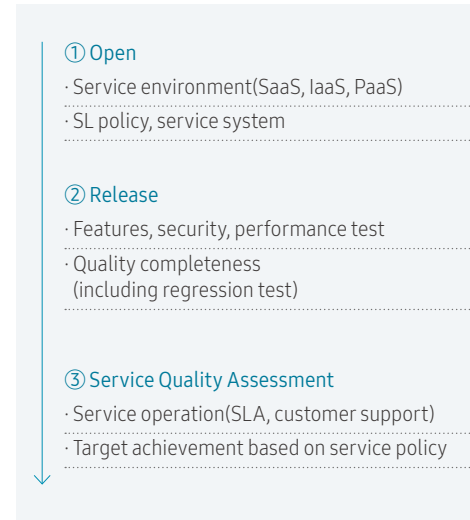 ① Open
· Service environment(SaaS, IaaS, PaaS)
· SL policy, service system
② Release
· Features, security, performance test
· Quality completeness
(including regression test)
③ Service Quality Assessment
· Service operation(SLA, customer support)
· Target achievement based on service policy